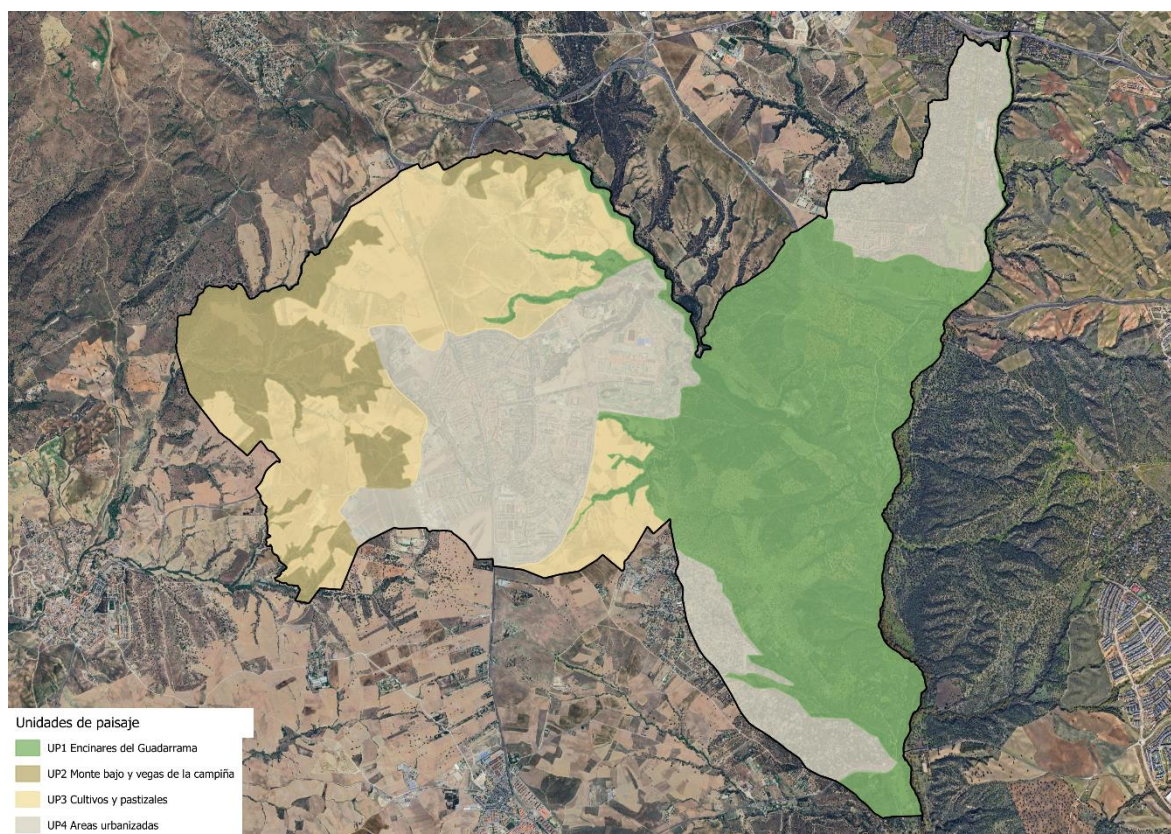 Unidades de paisaje
UP1 Encinares del Guadarrama
UP2 Monte bajo y vegas de la campiña
UP3 Cultivos y pastizales
UP4 Areas urbanizadas